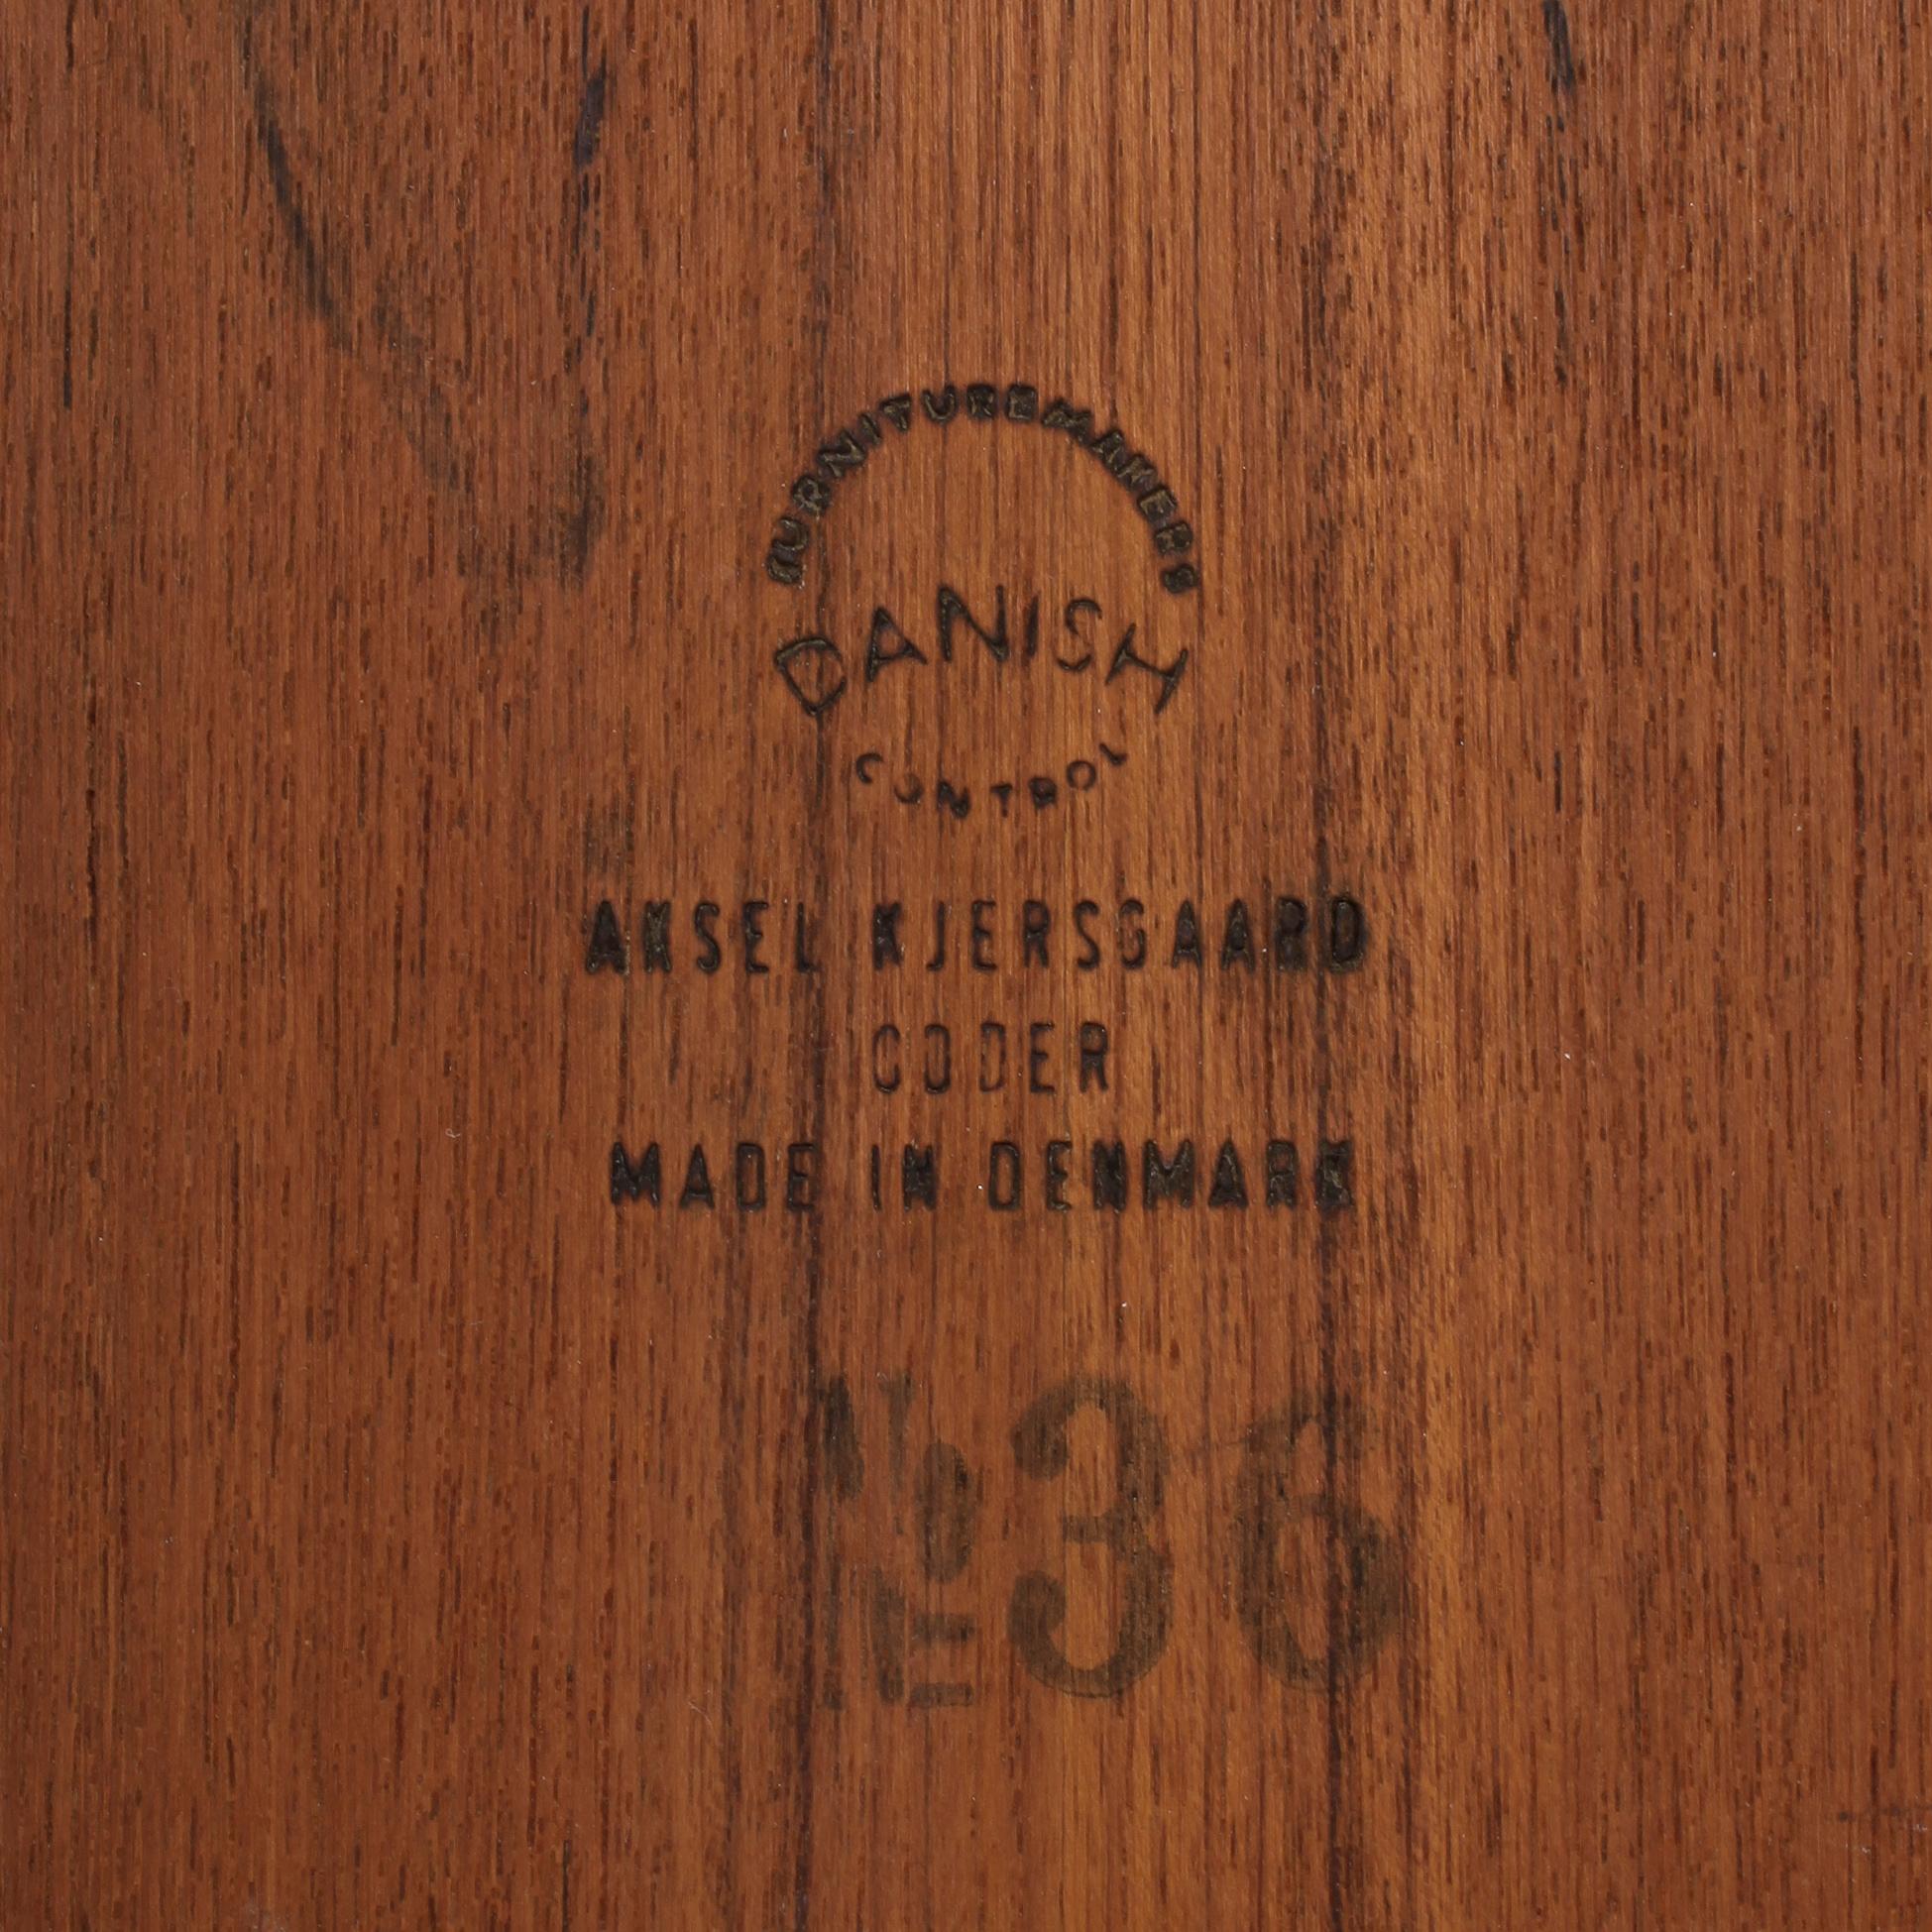 FURNITUREMAKERS
DANISH
CONTROL
AKSEL KJERSGAARD
ODDER
MADE IN DENMARK
№ 36